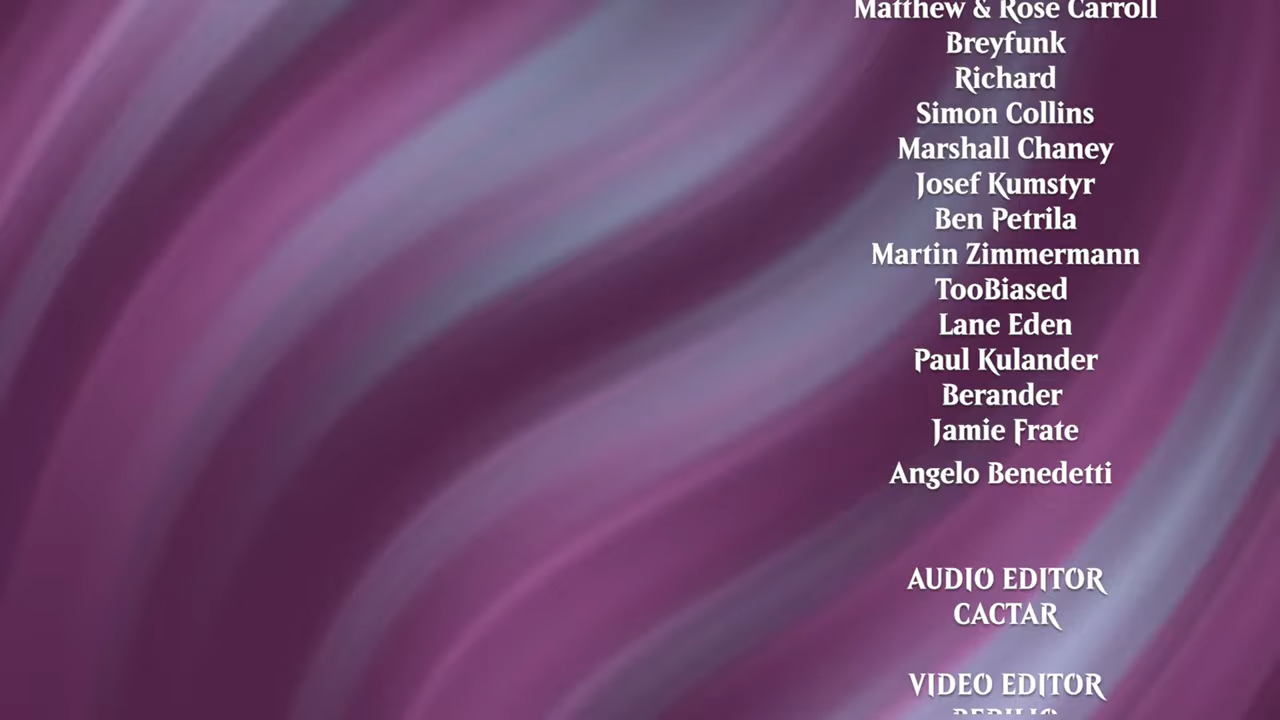 Matthew & Rose Carroll
Breyfunk
Richard
Simon Collins
Marshall Chaney
Josef Kumstyr
Ben Petrila
Martin Zimmermann
TooBiased
Lane Eden
Paul Kulander
Berander
Jamie Frate
Angelo Benedetti
AUDIO EDITOR
CACTAR
VIDEO EDITOR